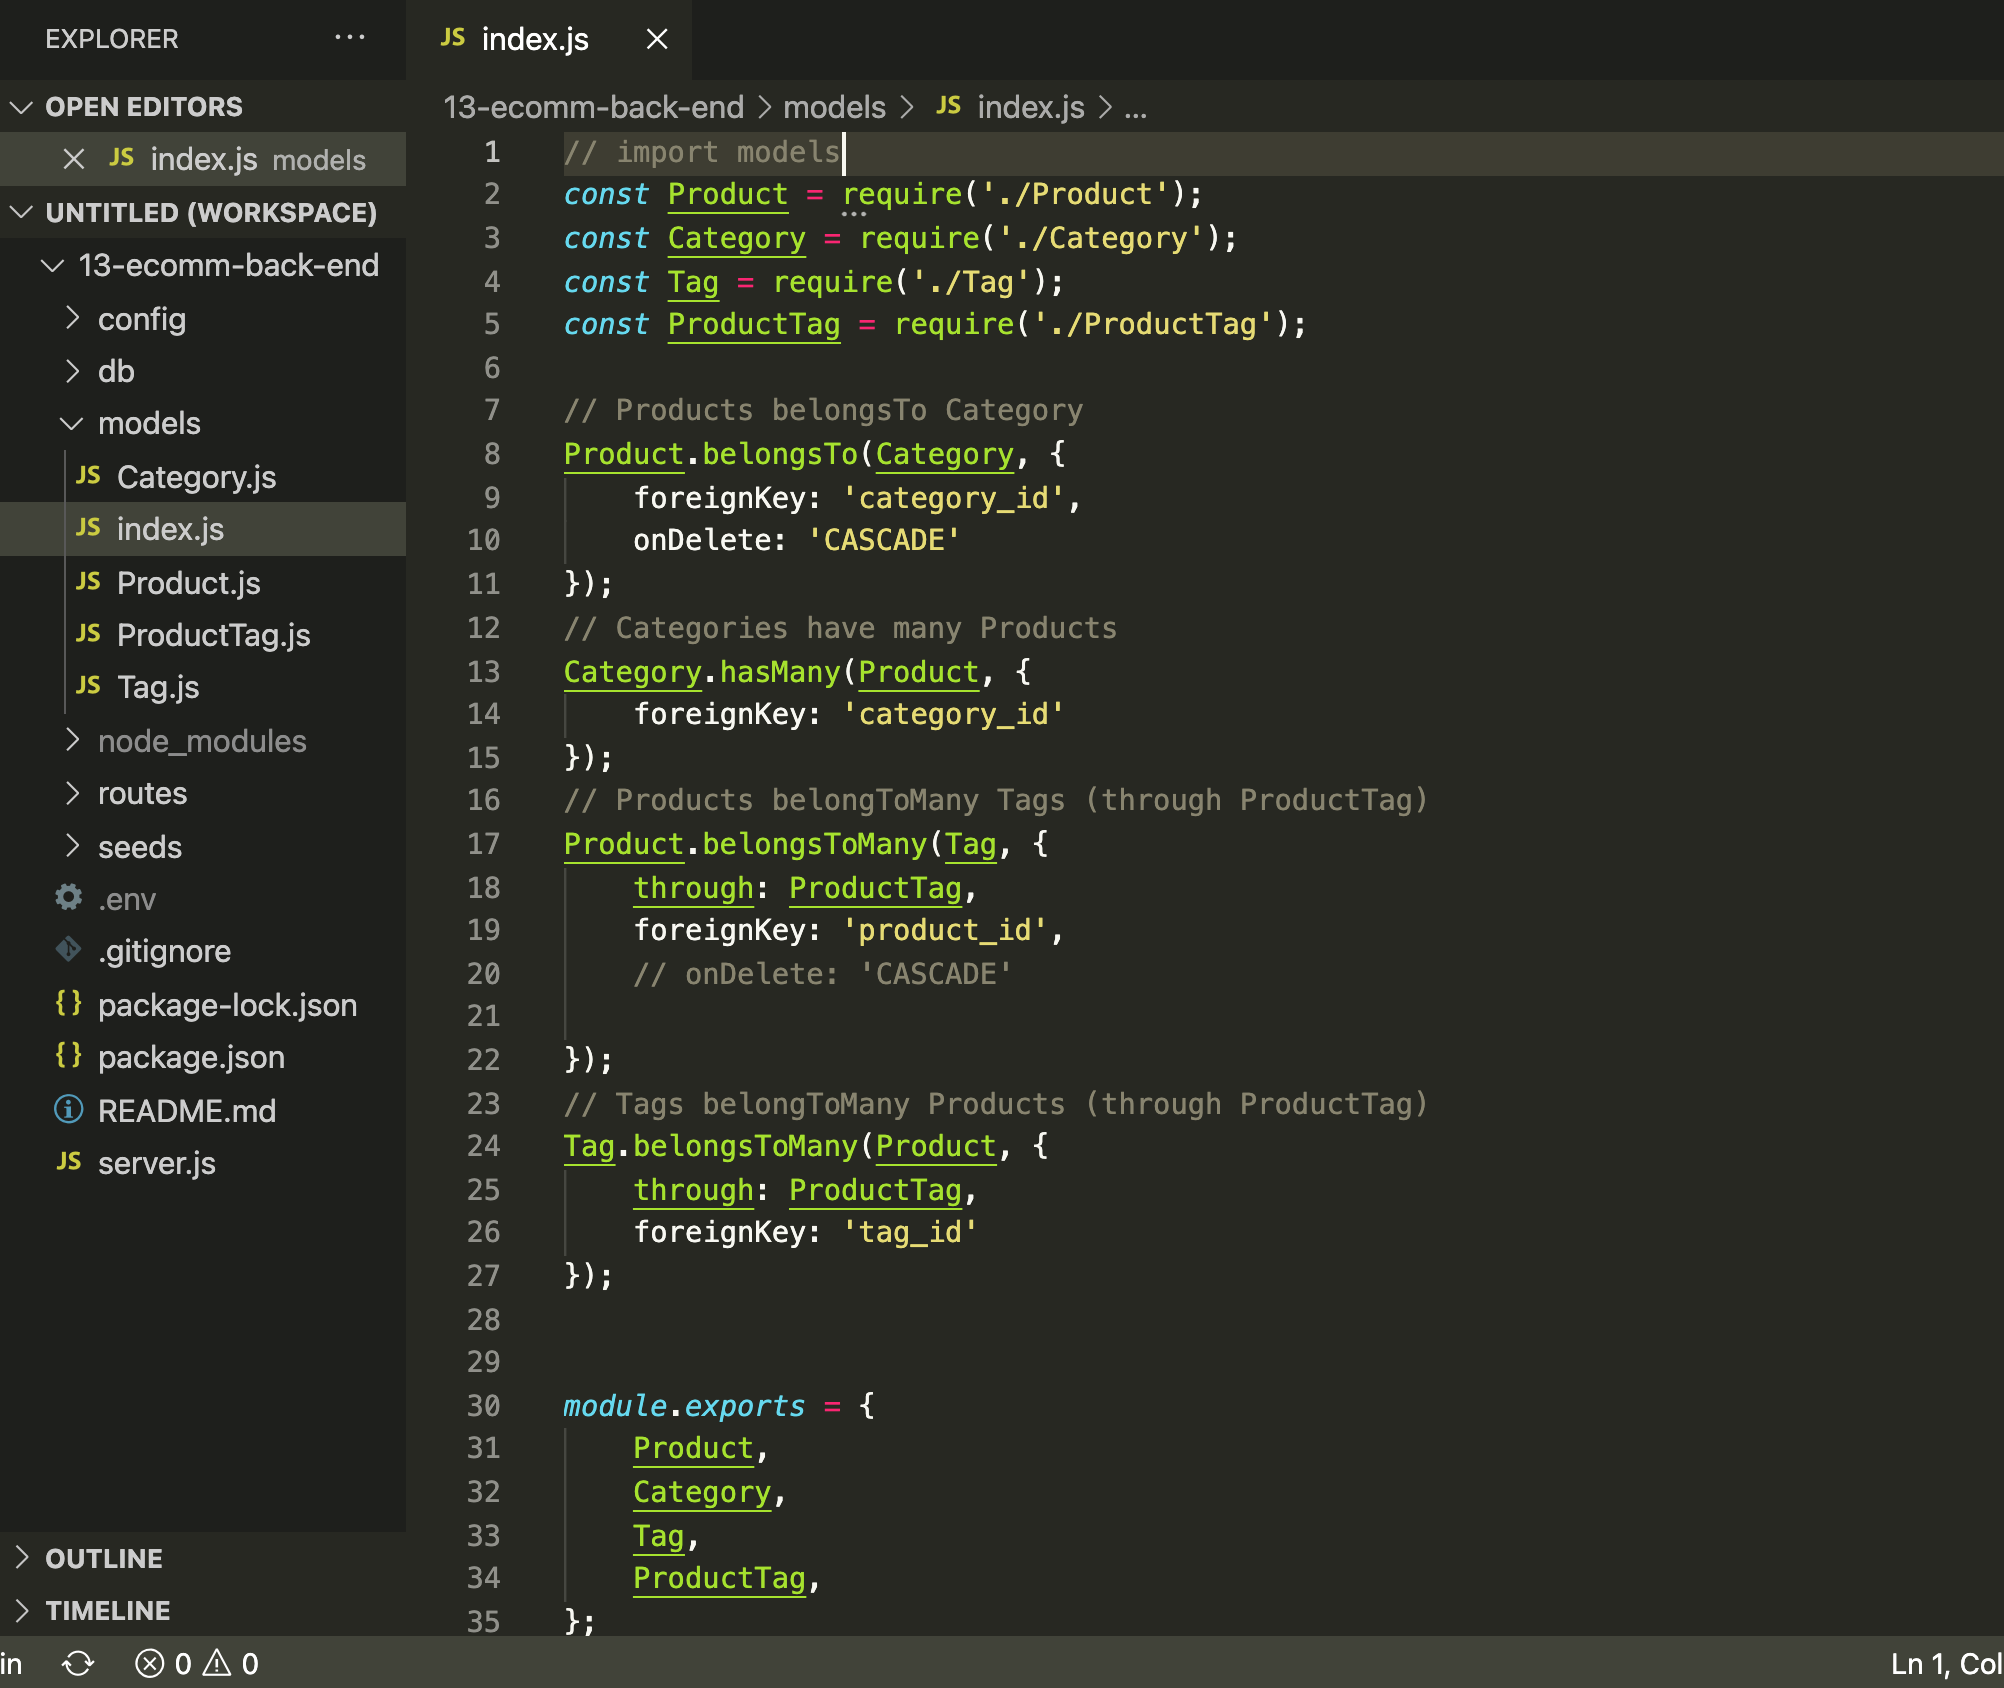 EXPLORER ...
OPEN EDITORS
JS index.js models
UNTITLED (WORKSPACE)
13-ecomm-back-end
config
db
models
JS Category.js
JS index.js
JS Product.js
JS ProductTag.js
JS Tag.js
node_modules
routes
seeds
.env
.gitignore
{} package-lock.json
{} package.json
README.md
JS server.js
OUTLINE
TIMELINE
JS index.js
13-ecomm-back-end > models > JS index.js > ...
1 // import models
2 const Product = require('./Product');
3 const Category = require('./Category');
4 const Tag = require('./Tag');
5 const ProductTag = require('./ProductTag');
6
7 // Products belongsTo Category
8 Product.belongsTo(Category, {
9     foreignKey: 'category_id',
10     onDelete: 'CASCADE'
11 });
12 // Categories have many Products
13 Category.hasMany(Product, {
14     foreignKey: 'category_id'
15 });
16 // Products belongToMany Tags (through ProductTag)
17 Product.belongsToMany(Tag, {
18     through: ProductTag,
19     foreignKey: 'product_id',
20     // onDelete: 'CASCADE'
21
22 });
23 // Tags belongToMany Products (through ProductTag)
24 Tag.belongsToMany(Product, {
25     through: ProductTag,
26     foreignKey: 'tag_id'
27 });
28
29
30 module.exports = {
31     Product,
32     Category,
33     Tag,
34     ProductTag,
35 };
in 0 0 Ln 1, Col